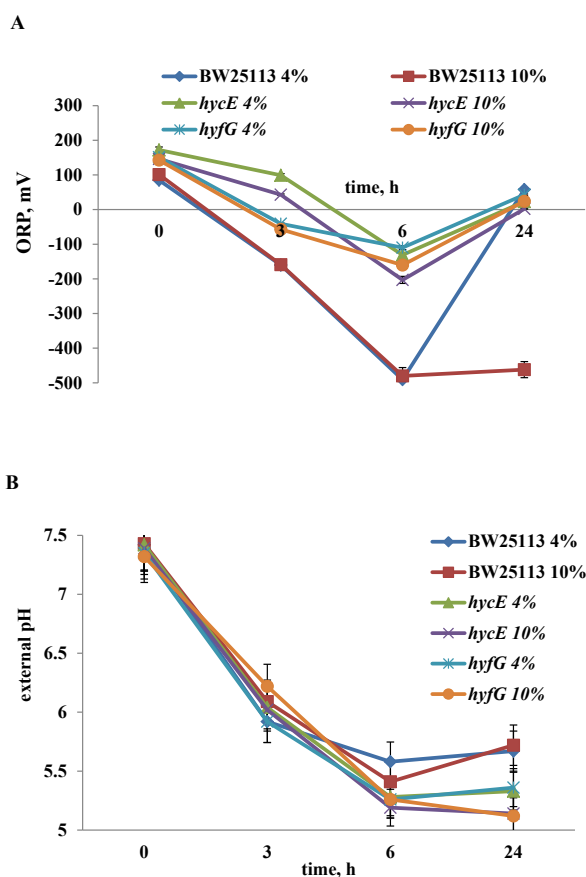 A
BW25113 4% BW25113 10%
hycE 4% hycE 10%
hyfG 4% hyfG 10%
300
200
100
0
-100
-200
-300
-400
-500
ORP, mV
time, h
0 3 6 24
B
7.5
7
6.5
6
5.5
5
external pH
BW25113 4%
BW25113 10%
hycE 4%
hycE 10%
hyfG 4%
hyfG 10%
0 3 6 24
time, h